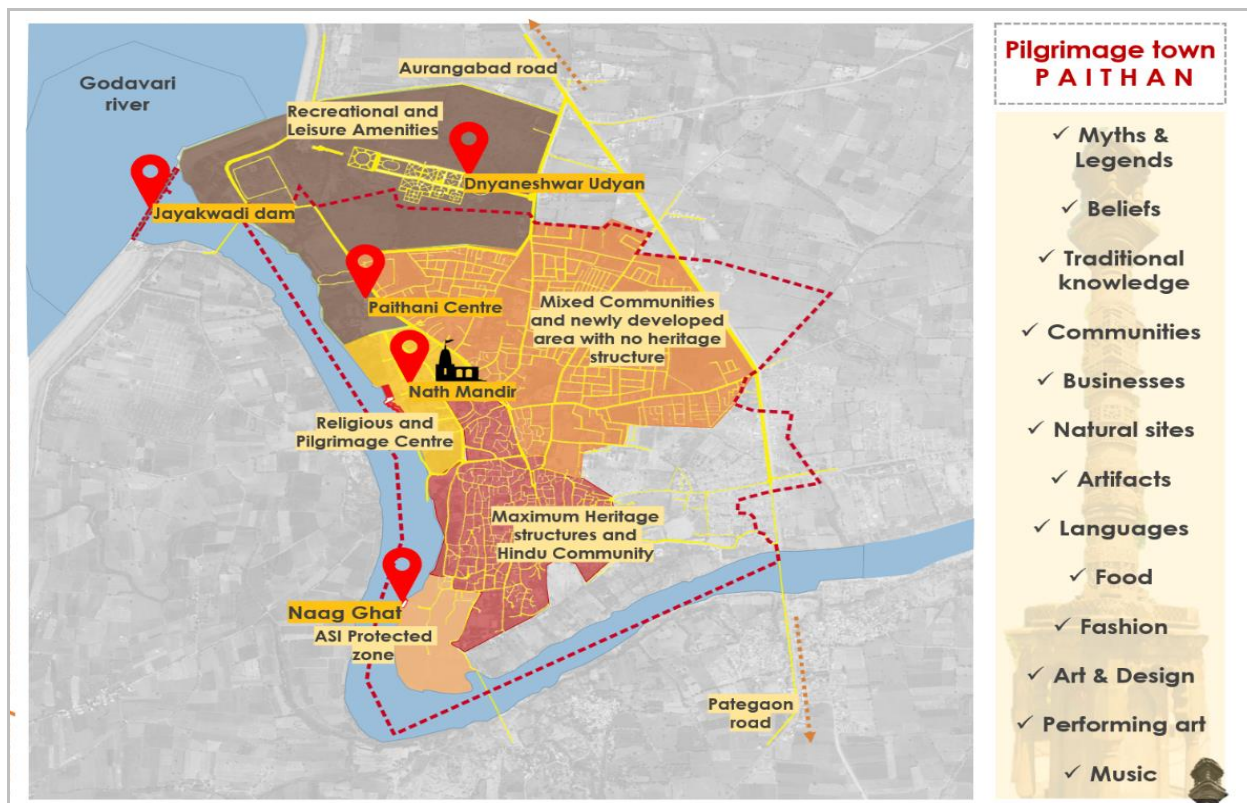 Godavari
river
Aurangabad road
Recreational and
Leisure Amenities
Dnyaneshwar Udyan
Jayakwadi dam
Paithani Centre
Mixed Communities
and newly developed
area with no heritage
structure
Nath Mandir
Religious and
Pilgrimage Centre
Maximum Heritage
structures and
Hindu Community
Naag Ghat
ASI Protected
zone
Pategaon
road
Pilgrimage town
PAITHAN
✓ Myths &
Legends
✓ Beliefs
✓ Traditional
knowledge
✓ Communities
✓ Businesses
✓ Natural sites
✓ Artifacts
✓ Languages
✓ Food
✓ Fashion
✓ Art & Design
✓ Performing art
✓ Music